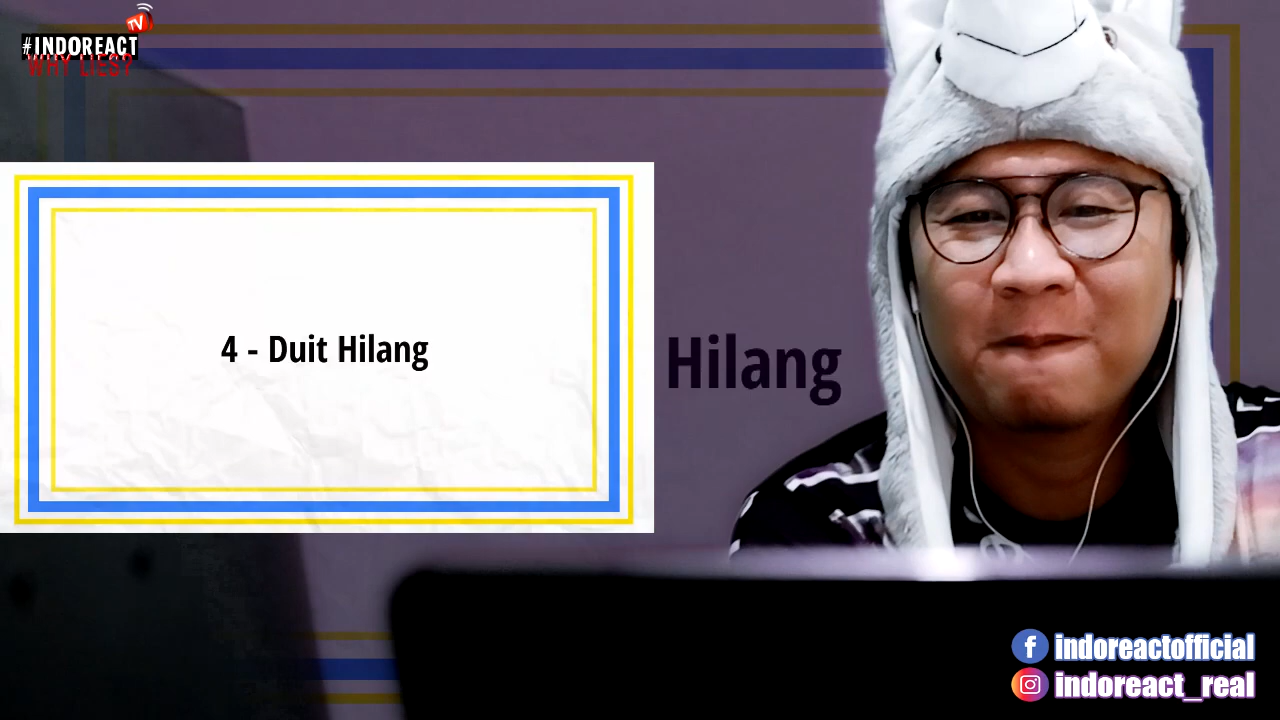 TV
#INDOREACT
WHY LIES?
4 - Duit Hilang
Hilang
indoreactofficial
indoreact_real